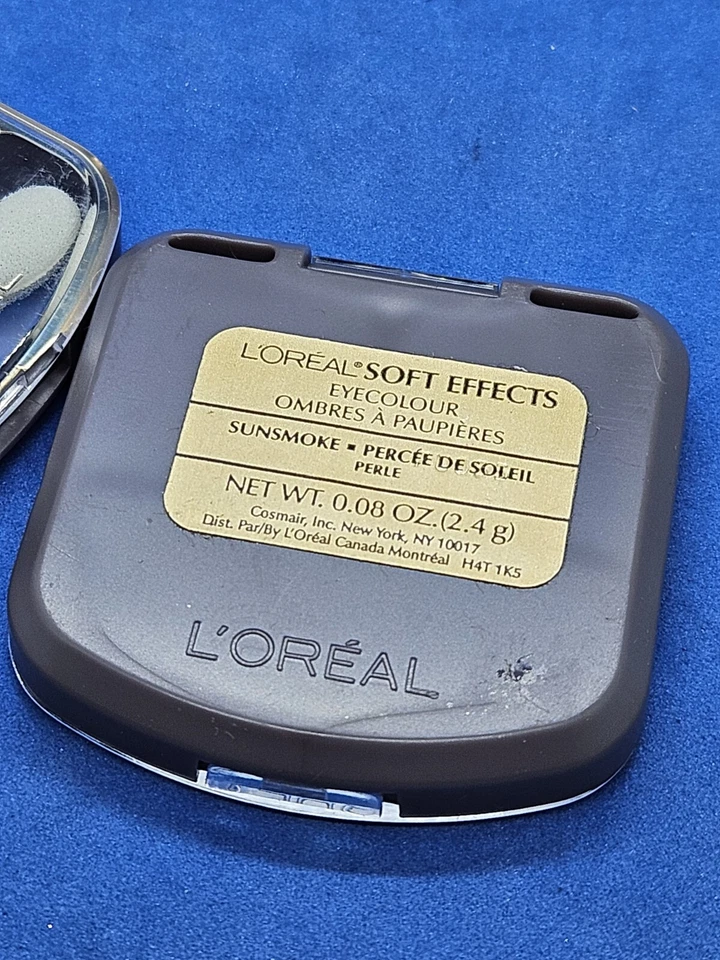 L'ORÉAL® SOFT EFFECTS
EYECOLOUR
OMBRES À PAUPIÈRES
SUNSMOKE ▪ PERCÉE DE SOLEIL
PERLE
NET WT. 0.08 OZ.(2.4 g)
Cosmair, Inc. New York, NY 10017
Dist. Par/By L'Oréal Canada Montréal H4T 1K5
L'ORÉAL